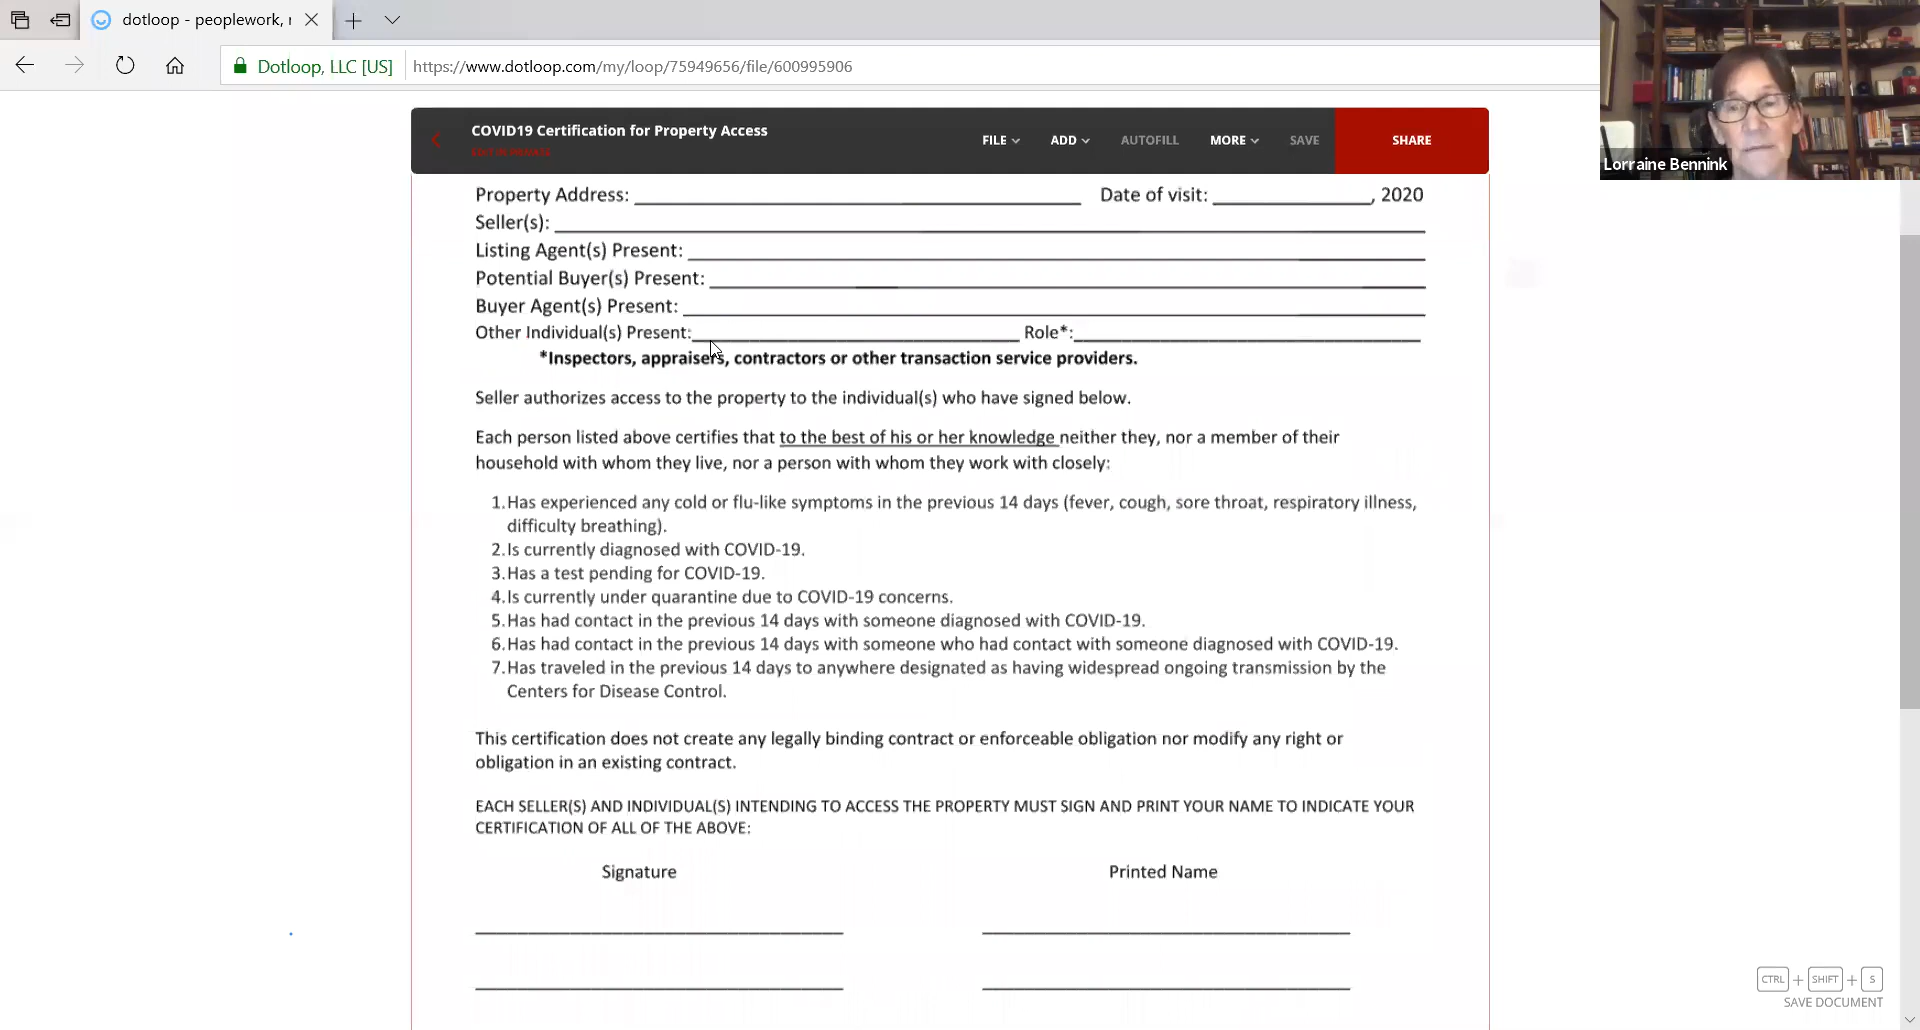 dotloop - peoplework, r
Dotloop, LLC [US]
https://www.dotloop.com/my/loop/75949656/file/600995906
COVID19 Certification for Property Access
EDIT IN PRIVATE
FILE
ADD
AUTOFILL
MORE
SAVE
SHARE
Lorraine Bennink
Property Address: ____ Date of visit: ____, 2020
Seller(s): ____
Listing Agent(s) Present: ____
Potential Buyer(s) Present: ____
Buyer Agent(s) Present: ____
Other Individual(s) Present:____ Role*:____
*Inspectors, appraisers, contractors or other transaction service providers.
Seller authorizes access to the property to the individual(s) who have signed below.
Each person listed above certifies that to the best of his or her knowledge neither they, nor a member of their
household with whom they live, nor a person with whom they work with closely:
1.Has experienced any cold or flu-like symptoms in the previous 14 days (fever, cough, sore throat, respiratory illness,
difficulty breathing).
2.Is currently diagnosed with COVID-19.
3.Has a test pending for COVID-19.
4.Is currently under quarantine due to COVID-19 concerns.
5.Has had contact in the previous 14 days with someone diagnosed with COVID-19.
6.Has had contact in the previous 14 days with someone who had contact with someone diagnosed with COVID-19.
7.Has traveled in the previous 14 days to anywhere designated as having widespread ongoing transmission by the
Centers for Disease Control.
This certification does not create any legally binding contract or enforceable obligation nor modify any right or
obligation in an existing contract.
EACH SELLER(S) AND INDIVIDUAL(S) INTENDING TO ACCESS THE PROPERTY MUST SIGN AND PRINT YOUR NAME TO INDICATE YOUR
CERTIFICATION OF ALL OF THE ABOVE:
Signature Printed Name
CTRL + SHIFT + S
SAVE DOCUMENT